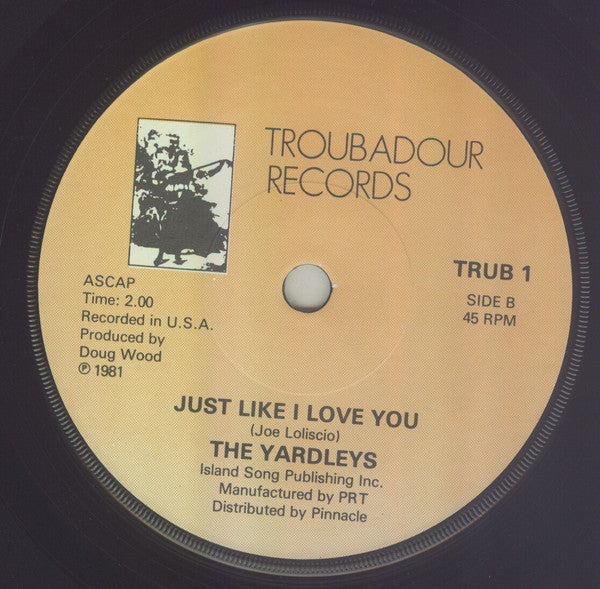 TROUBADOUR
RECORDS
TRUB 1
SIDE B
45 RPM
ASCAP
Time: 2.00
Recorded in U.S.A.
Produced by
Doug Wood
℗ 1981
JUST LIKE I LOVE YOU
(Joe Loliscio)
THE YARDLEYS
Island Song Publishing Inc.
Manufactured by PRT
Distributed by Pinnacle